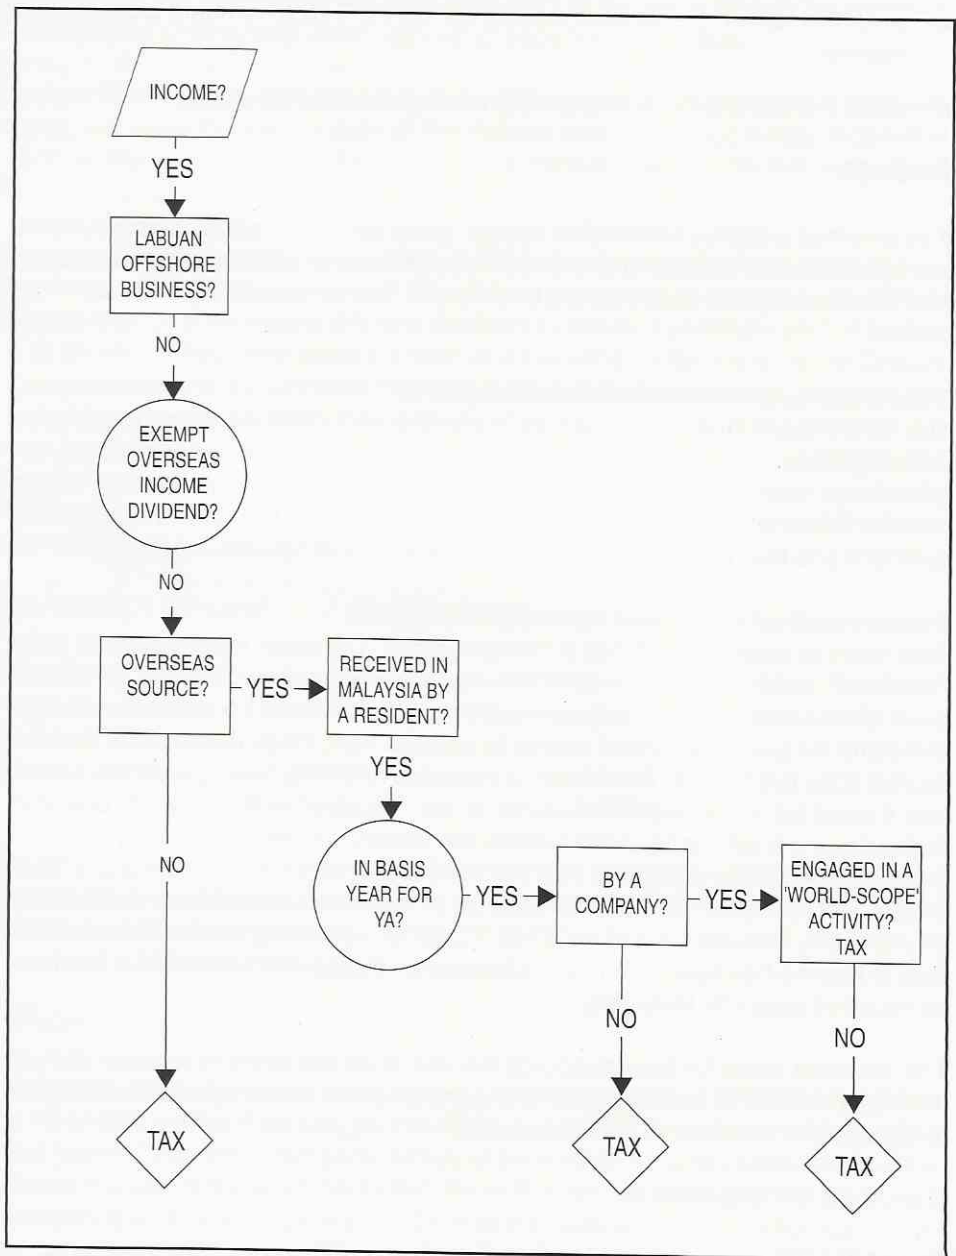 INCOME?
YES
LABUAN
OFFSHORE
BUSINESS?
NO
EXEMPT
OVERSEAS
INCOME
DIVIDEND?
NO
OVERSEAS
SOURCE?
YES
RECEIVED IN
MALAYSIA BY
A RESIDENT?
YES
NO
IN BASIS
YEAR FOR
YA?
YES
BY A
COMPANY?
YES
ENGAGED IN A
'WORLD-SCOPE'
ACTIVITY?
TAX
NO
NO
TAX
TAX
TAX